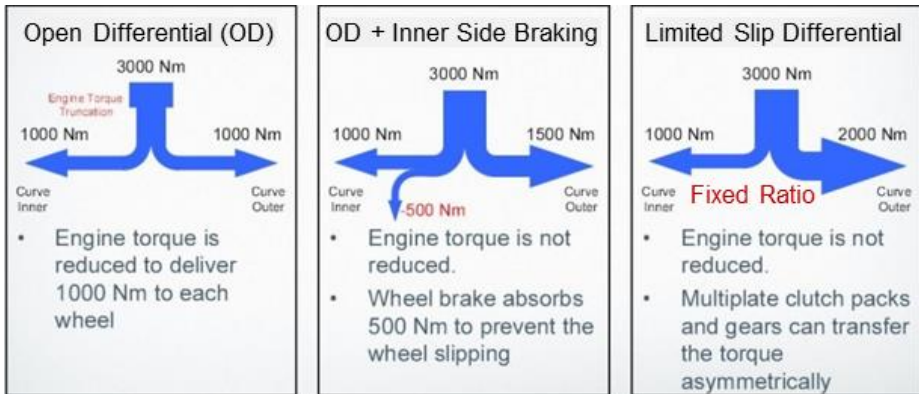 Open Differential (OD)
3000 Nm
Engine Torque
Truncation
1000 Nm
1000 Nm
Curve
Inner
Curve
Outer
• Engine torque is
reduced to deliver
1000 Nm to each
wheel
OD + Inner Side Braking
3000 Nm
1000 Nm
1500 Nm
Curve
Inner
-500 Nm
Curve
Outer
• Engine torque is not
reduced.
• Wheel brake absorbs
500 Nm to prevent the
wheel slipping
Limited Slip Differential
3000 Nm
1000 Nm
2000 Nm
Curve
Inner
Fixed Ratio
Curve
Outer
• Engine torque is not
reduced.
• Multiplate clutch packs
and gears can transfer
the torque
asymmetrically